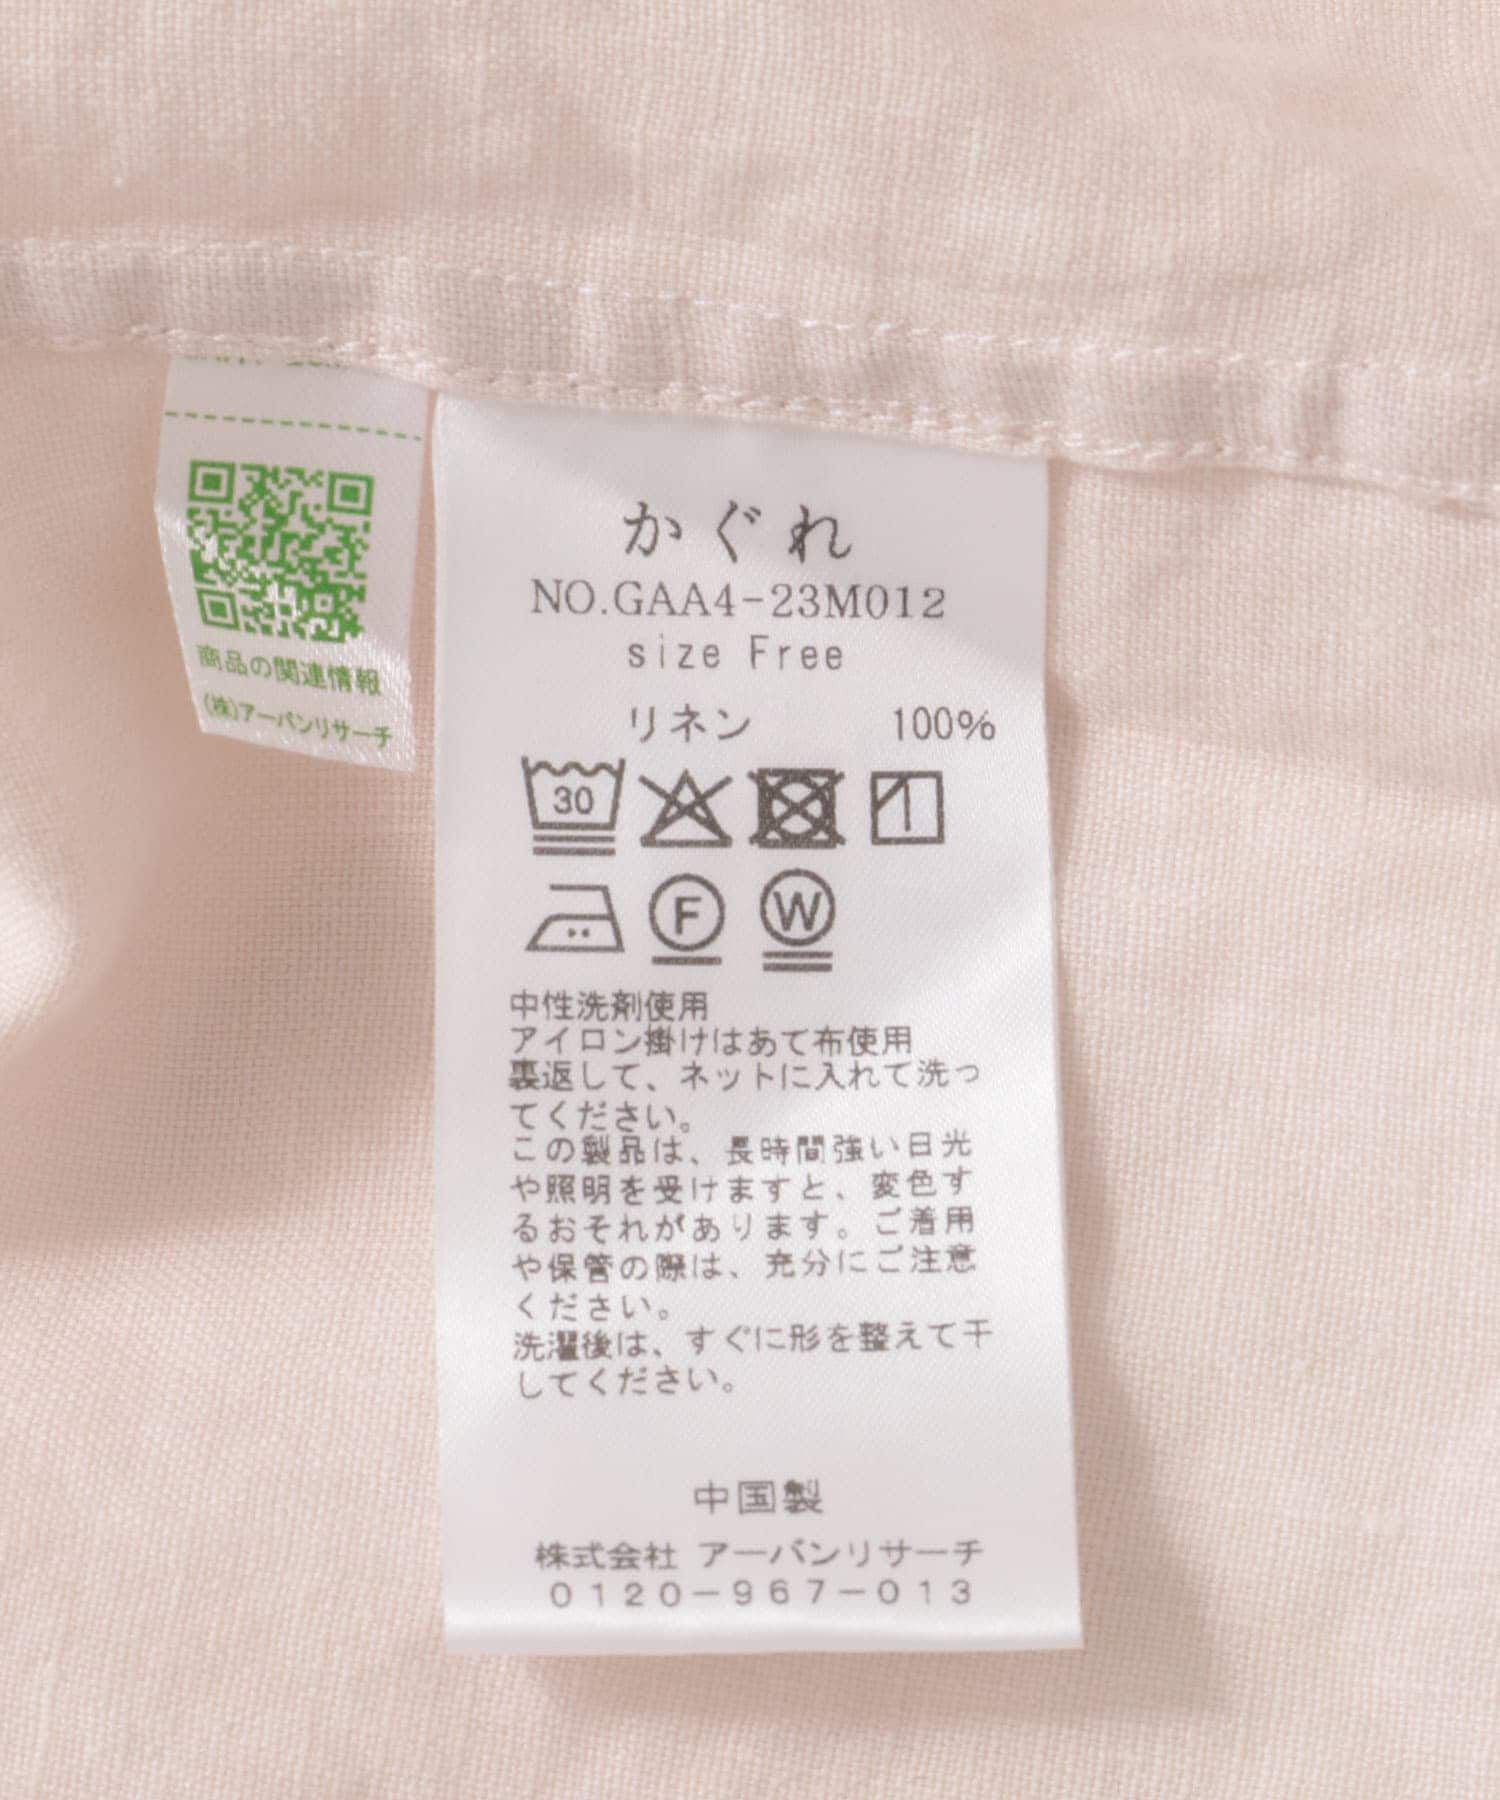 商品の関連情報
(株)アーバンリサーチ
かぐれ
NO.GAA4-23M012
size Free
リネン 100%
30
F W
中性洗剤使用
アイロン掛けはあて布使用
裏返して、ネットに入れて洗っ
てください。
この製品は、長時間強い日光
や照明を受けますと、変色す
るおそれがあります。ご着用
や保管の際は、充分にご注意
ください。
洗濯後は、すぐに形を整えて干
してください。
中国製
株式会社 アーバンリサーチ
0120-967-013